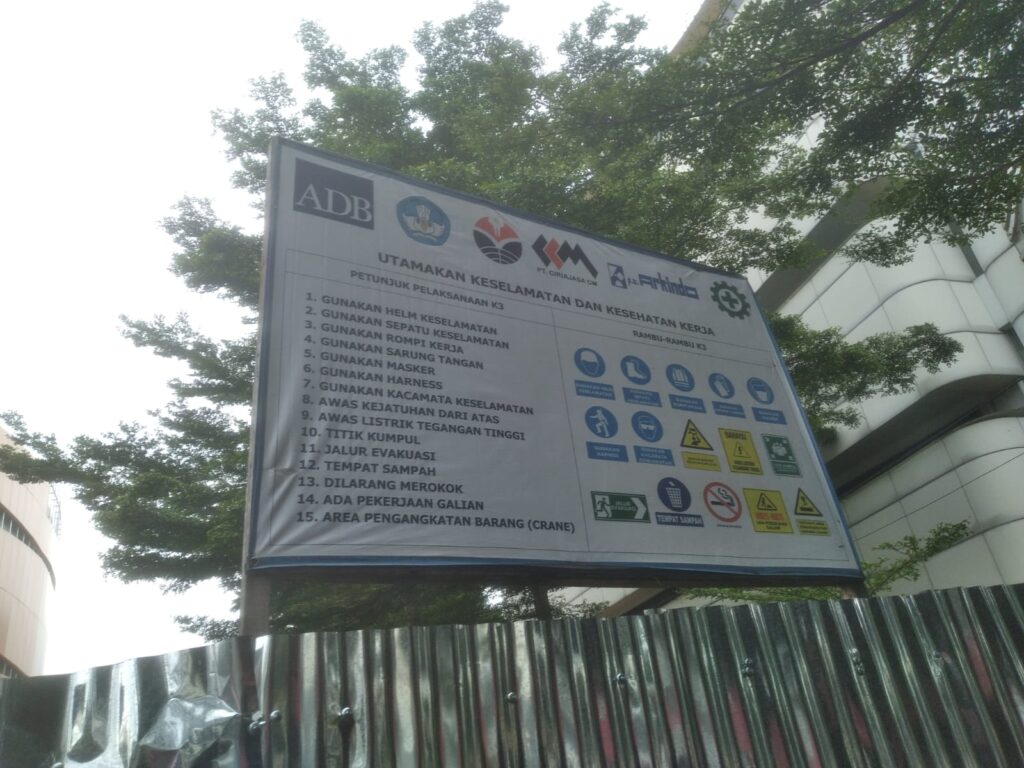 ADB
PT. CIRIAJASA CM
Arkindo
UTAMAKAN KESELAMATAN DAN KESEHATAN KERJA
PETUNJUK PELAKSANAAN K3
1. GUNAKAN HELM KESELAMATAN
2. GUNAKAN SEPATU KESELAMATAN
3. GUNAKAN ROMPI KERJA
4. GUNAKAN SARUNG TANGAN
5. GUNAKAN MASKER
6. GUNAKAN HARNESS
7. GUNAKAN KACAMATA KESELAMATAN
8. AWAS KEJATUHAN DARI ATAS
9. AWAS LISTRIK TEGANGAN TINGGI
10. TITIK KUMPUL
11. JALUR EVAKUASI
12. TEMPAT SAMPAH
13. DILARANG MEROKOK
14. ADA PEKERJAAN GALIAN
15. AREA PENGANGKATAN BARANG (CRANE)
RAMBU-RAMBU K3
JALUR EVAKUASI
TEMPAT SAMPAH